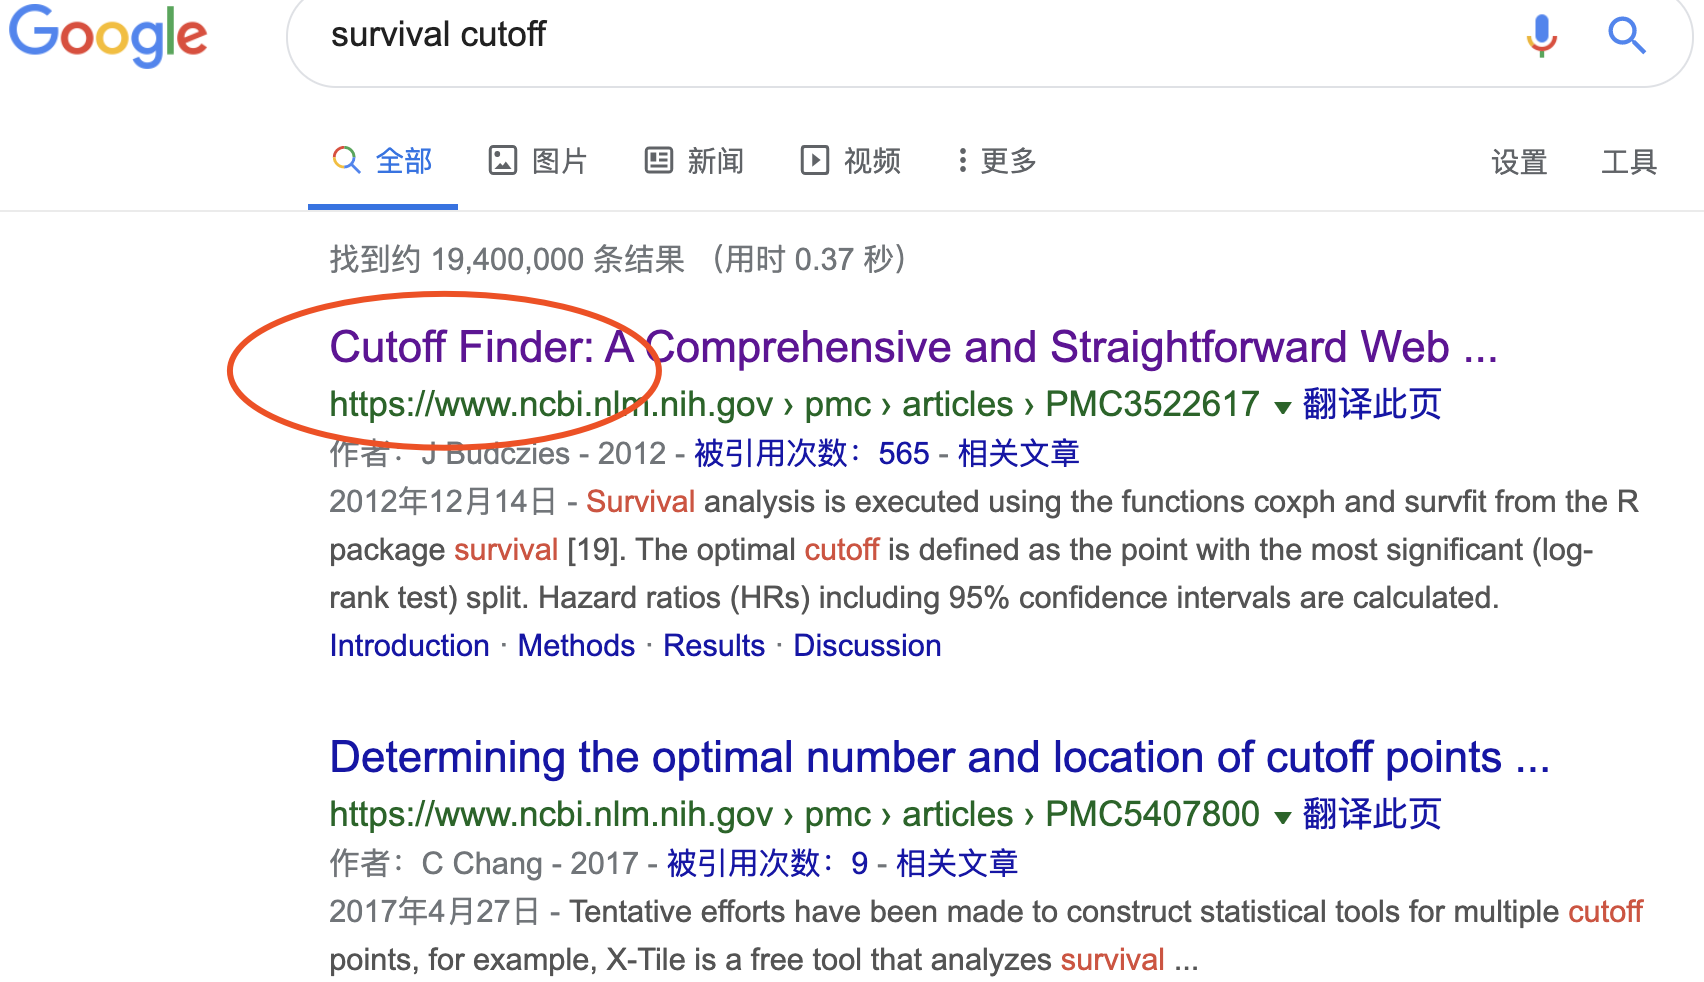 Google
survival cutoff
全部 图片 新闻 视频 更多 设置 工具
找到约 19,400,000 条结果 （用时 0.37 秒）
Cutoff Finder: A Comprehensive and Straightforward Web ...
https://www.ncbi.nlm.nih.gov › pmc › articles › PMC3522617 翻译此页
作者：J Budczies - 2012 - 被引用次数：565 - 相关文章
2012年12月14日 - Survival analysis is executed using the functions coxph and survfit from the R
package survival [19]. The optimal cutoff is defined as the point with the most significant (log-
rank test) split. Hazard ratios (HRs) including 95% confidence intervals are calculated.
Introduction · Methods · Results · Discussion
Determining the optimal number and location of cutoff points ...
https://www.ncbi.nlm.nih.gov › pmc › articles › PMC5407800 翻译此页
作者：C Chang - 2017 - 被引用次数：9 - 相关文章
2017年4月27日 - Tentative efforts have been made to construct statistical tools for multiple cutoff
points, for example, X-Tile is a free tool that analyzes survival ...